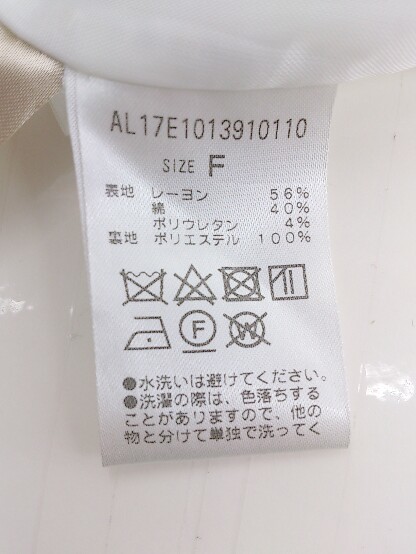 AL17E1013910110
SIZE F
表地 レーヨン 56%
綿 40%
ポリウレタン 4%
裏地 ポリエステル 100%
F W
●水洗いは避けてください。
●洗濯の際は、色落ちする
ことがありますので、他の
物と分けて単独で洗ってく